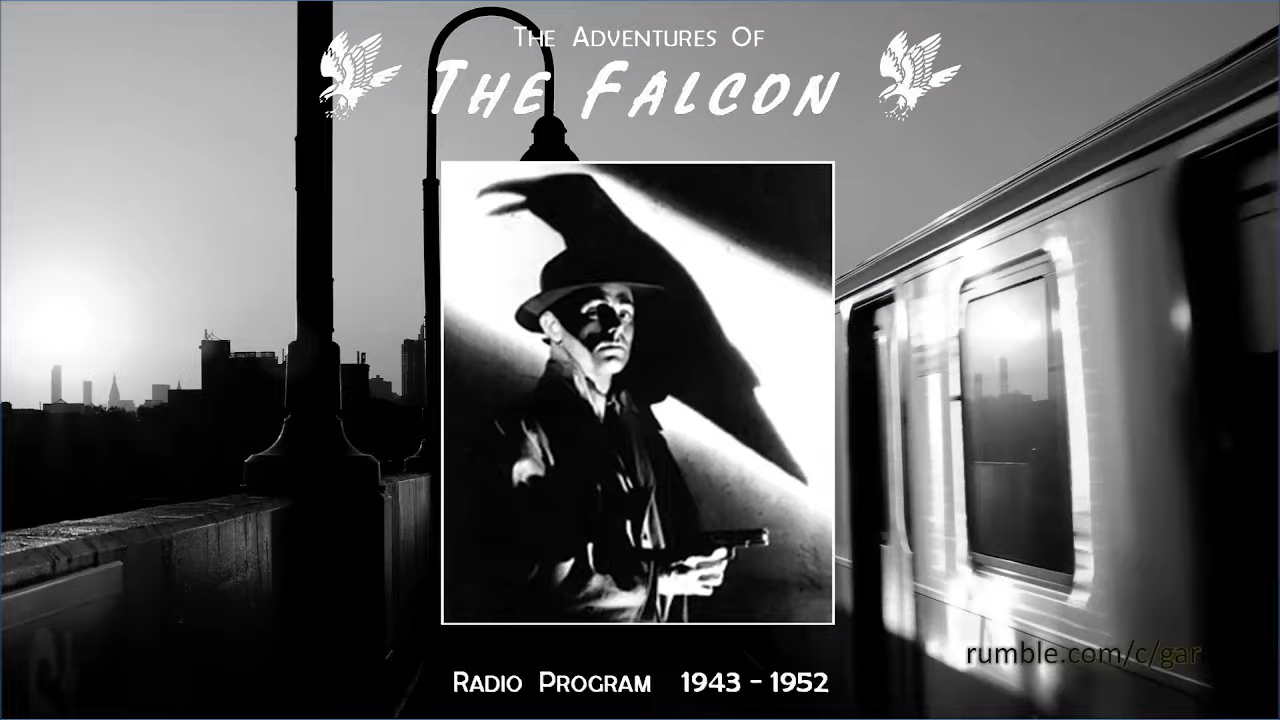 The Adventures Of
The Falcon
Radio Program 1943 - 1952
rumble.com/c/gar